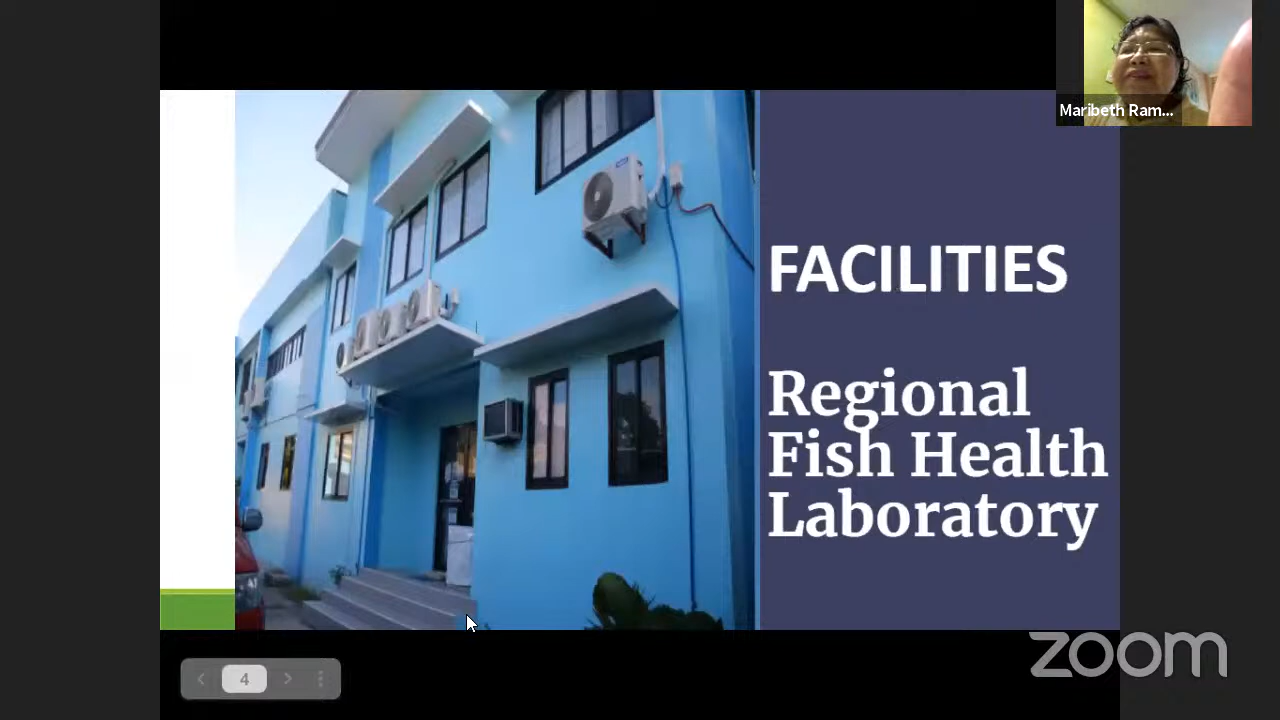 Maribeth Ram...
FACILITIES
Regional
Fish Health
Laboratory
zoom
4